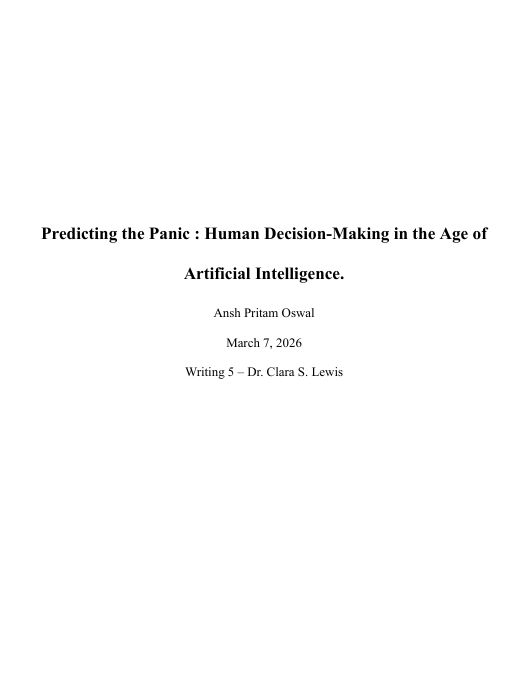 Predicting the Panic : Human Decision-Making in the Age of
Artificial Intelligence.
Ansh Pritam Oswal
March 7, 2026
Writing 5 – Dr. Clara S. Lewis